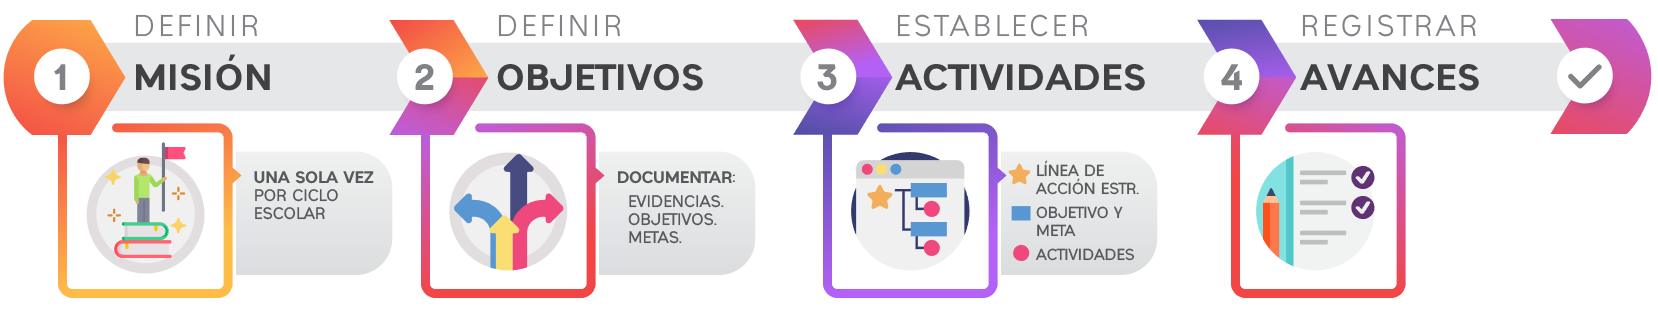 1
DEFINIR
MISIÓN
UNA SOLA VEZ
POR CICLO
ESCOLAR
2
DEFINIR
OBJETIVOS
DOCUMENTAR:
EVIDENCIAS.
OBJETIVOS.
METAS.
3
ESTABLECER
ACTIVIDADES
LÍNEA DE
ACCIÓN ESTR.
OBJETIVO Y
META
ACTIVIDADES
4
REGISTRAR
AVANCES